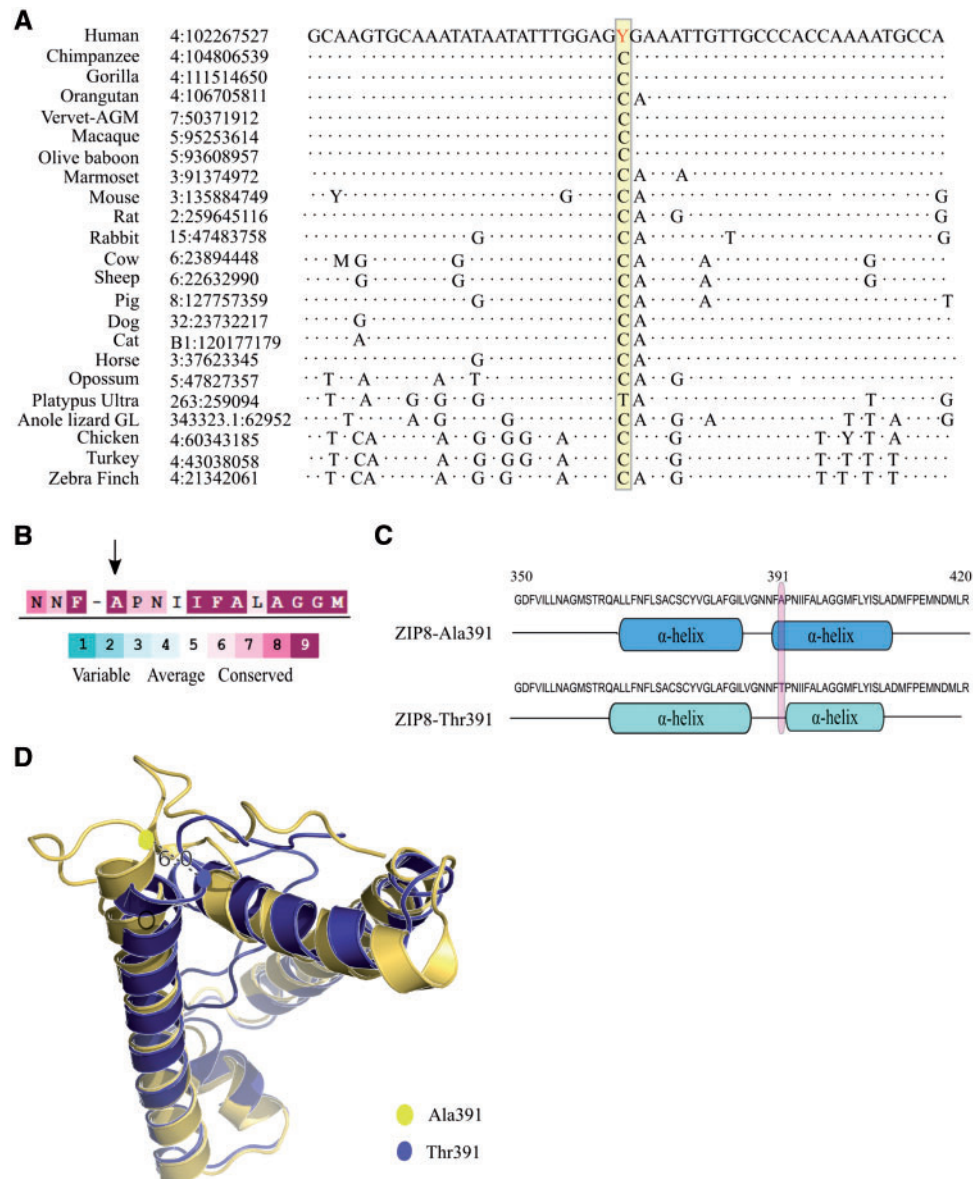 A
Human 4:102267527 GCAAGTGCAAATATAATATTTGGAGYGAAATTGTTGCCCACCAAAATGCCA
Chimpanzee 4:104806539 C
Gorilla 4:111514650 C
Orangutan 4:106705811 C A
Vervet-AGM 7:50371912 C
Macaque 5:95253614 C
Olive baboon 5:93608957 C
Marmoset 3:91374972 C A A
Mouse 3:135884749 Y G C A G
Rat 2:259645116 C A G G
Rabbit 15:47483758 G C A T G
Cow 6:23894448 M G G C A A G
Sheep 6:22632990 G G C A A G
Pig 8:127757359 G C A A T
Dog 32:23732217 G C A
Cat B1:120177179 A C A
Horse 3:37623345 G C A
Opossum 5:47827357 T A A T C A G
Platypus Ultra 263:259094 T A G G G T A T G
Anole lizard GL 343323.1:62952 T A G G C A G A T T A G
Chicken 4:60343185 T CA A G G G A C G T Y T A
Turkey 4:43038058 T CA A G G G A C G T T T T
Zebra Finch 4:21342061 T CA A G G A C A G T T T T
B
N N F - A P N I I F A L A G G M
1 2 3 4 5 6 7 8 9
Variable Average Conserved
C
350 391 420
GDFVILLNAGMSTRQALLFNFLSACSCYVGLAFGILVGNNFAPNIIFALAGGMFLYISLADMFPEMNDMLR
ZIP8-Ala391 α-helix α-helix
GDFVILLNAGMSTRQALLFNFLSACSCYVGLAFGILVGNNFTPNIIFALAGGMFLYISLADMFPEMNDMLR
ZIP8-Thr391 α-helix α-helix
D
6.0
Ala391
Thr391